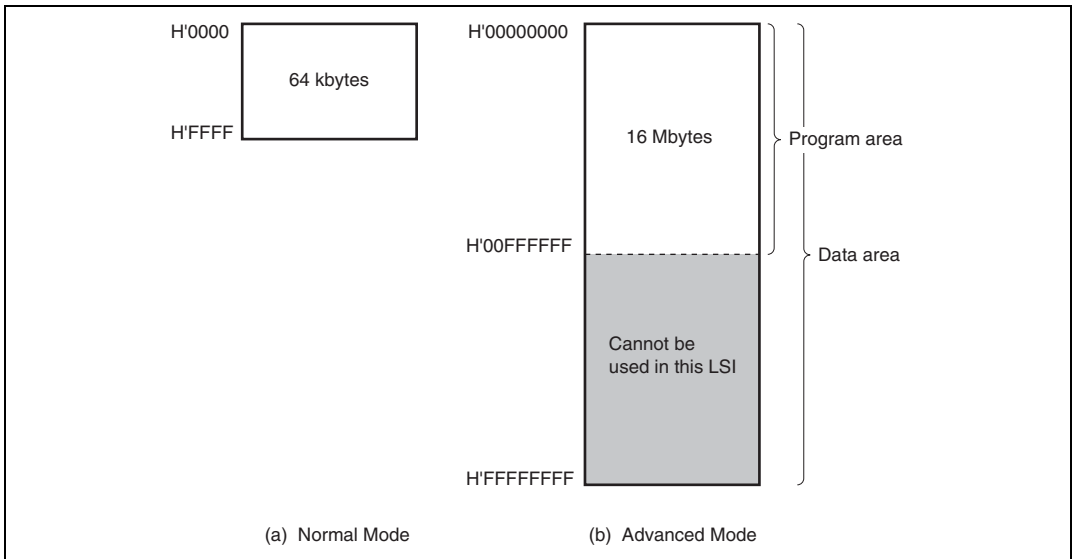 H'0000
64 kbytes
H'FFFF
H'00000000
16 Mbytes
Program area
H'00FFFFFF
Data area
Cannot be
used in this LSI
H'FFFFFFFF
(a) Normal Mode
(b) Advanced Mode